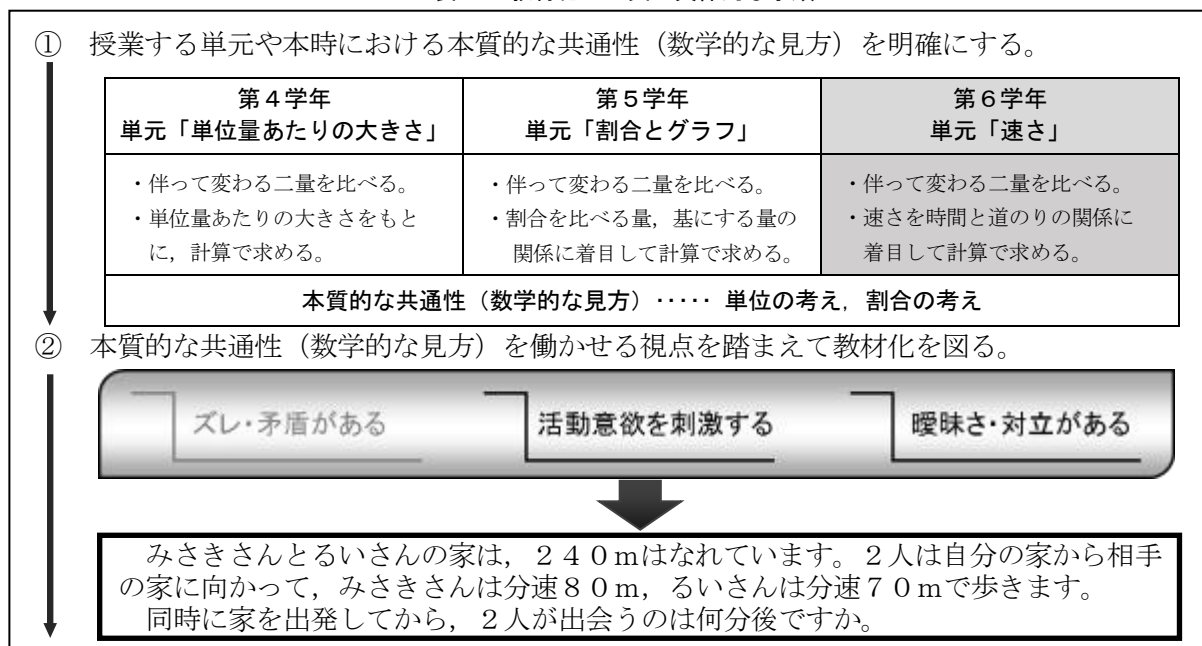 ① 授業する単元や本時における本質的な共通性（数学的な見方）を明確にする。
第４学年
単元「単位量あたりの大きさ」
第５学年
単元「割合とグラフ」
第６学年
単元「速さ」
・伴って変わる二量を比べる。
・単位量あたりの大きさをもと
に，計算で求める。
・伴って変わる二量を比べる。
・割合を比べる量，基にする量の
関係に着目して計算で求める。
・伴って変わる二量を比べる。
・速さを時間と道のりの関係に
着目して計算で求める。
本質的な共通性（数学的な見方）‥‥‥ 単位の考え，割合の考え
② 本質的な共通性（数学的な見方）を働かせる視点を踏まえて教材化を図る。
ズレ・矛盾がある
活動意欲を刺激する
曖昧さ・対立がある
みさきさんとるいさんの家は，２４０ｍはなれています。２人は自分の家から相手
の家に向かって，みさきさんは分速８０ｍ，るいさんは分速７０ｍで歩きます。
同時に家を出発してから，２人が出会うのは何分後ですか。